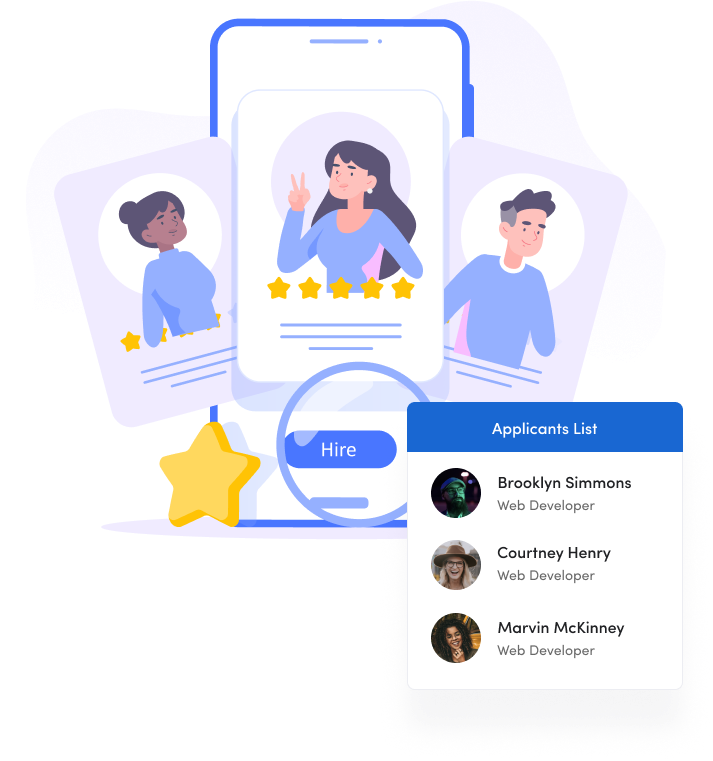 Hire
Applicants List
Brooklyn Simmons
Web Developer
Courtney Henry
Web Developer
Marvin McKinney
Web Developer